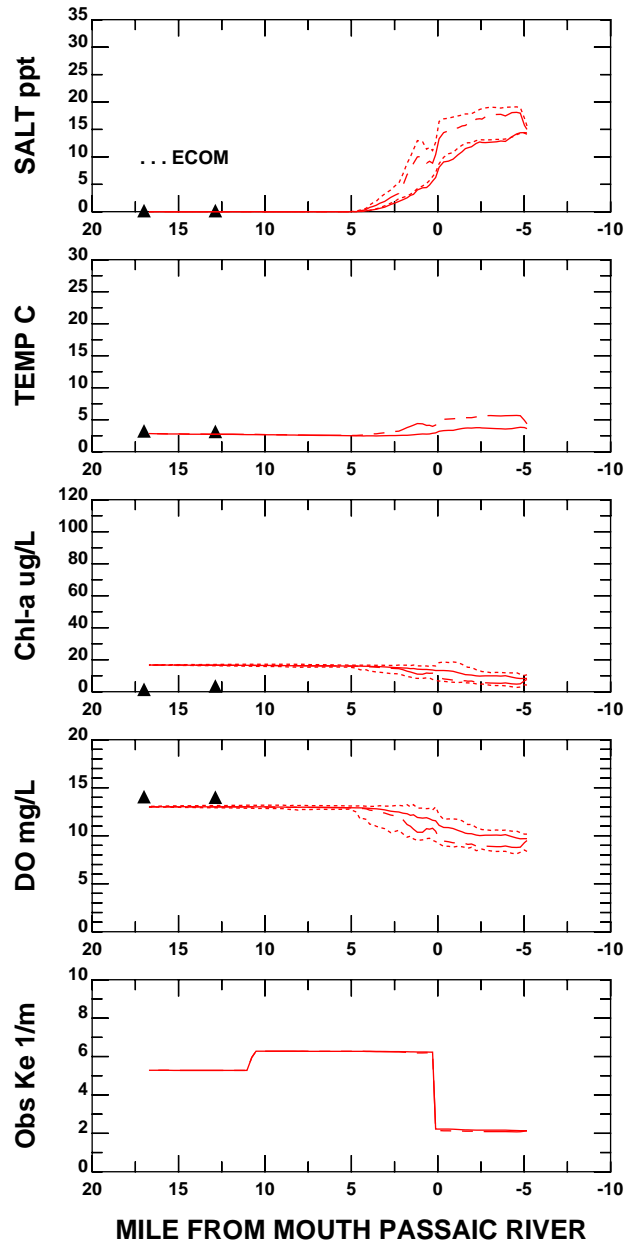 SALT ppt
35
30
25
20
15
10
5
0
. . . ECOM
20 15 10 5 0 -5 -10
TEMP C
30
25
20
15
10
5
0
20 15 10 5 0 -5 -10
Chl-a ug/L
120
100
80
60
40
20
0
20 15 10 5 0 -5 -10
DO mg/L
20
15
10
5
0
20 15 10 5 0 -5 -10
Obs Ke 1/m
10
8
6
4
2
0
20 15 10 5 0 -5 -10
MILE FROM MOUTH PASSAIC RIVER